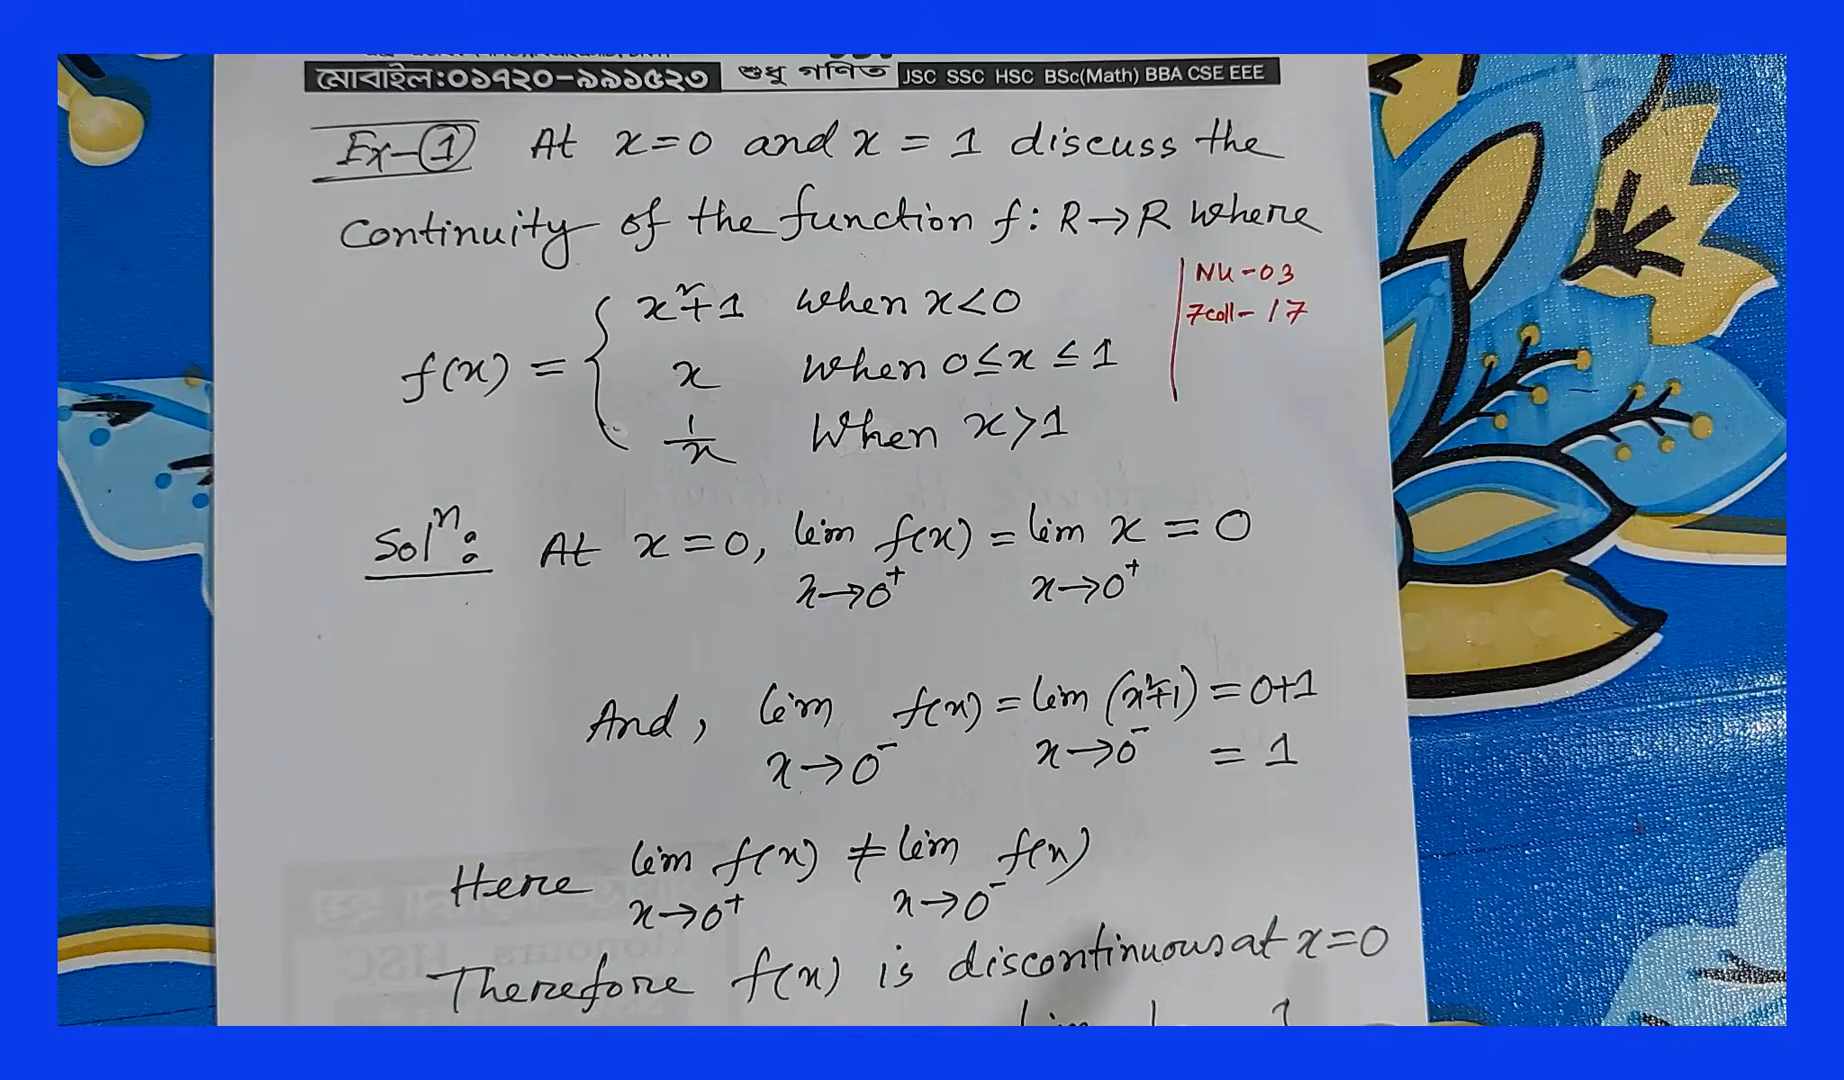 মোবাইল:০১৭২০-৯৯১৫২৩ শুধু গণিত JSC SSC HSC BSc(Math) BBA CSE EEE
Ex-① At x=0 and x = 1 discuss the
Continuity of the function f: R→R where
NU-03
7coll-17
f(x) = { x²+1 when x<0
x when 0≤x≤1
1/x When x>1
Solⁿ: At x=0, lim x→0⁺ f(x) = lim x→0⁺ x = 0
And, lim x→0⁻ f(x) = lim x→0⁻ (x²+1) = 0+1
= 1
Here lim x→0⁺ f(x) ≠ lim x→0⁻ f(x)
Therefore f(x) is discontinuous at x=0